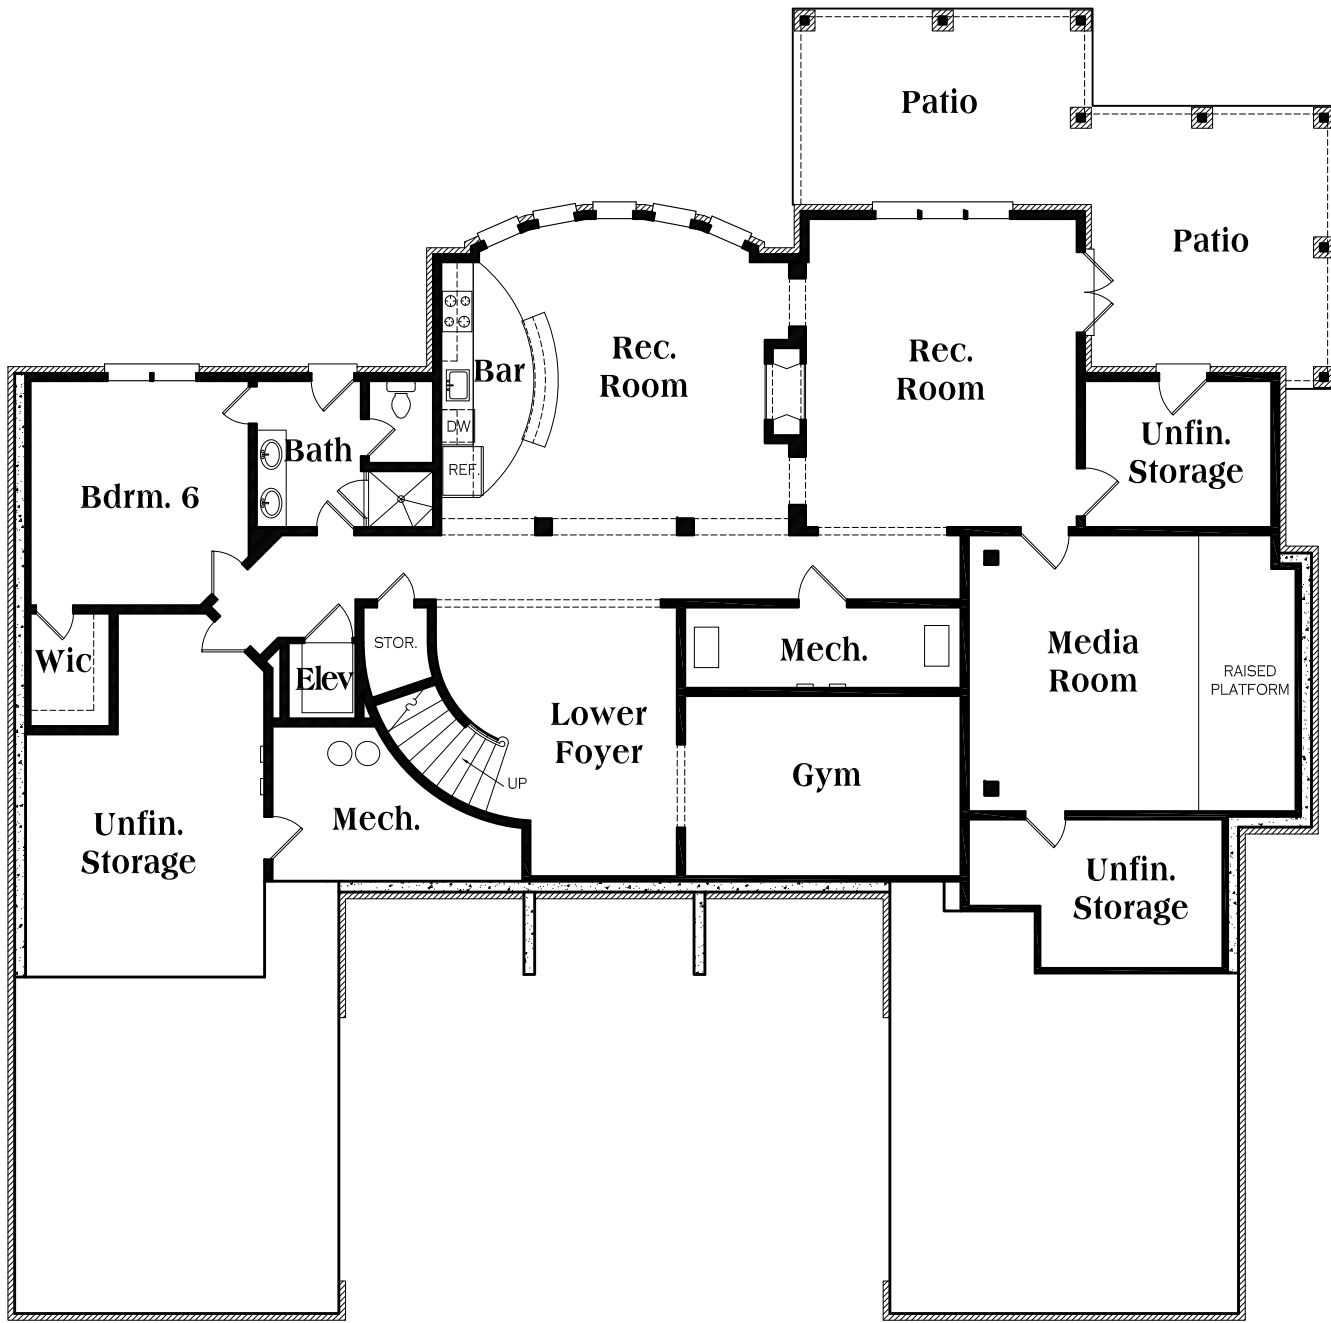 Patio
Patio
Rec.
Room
Bar
Rec.
Room
DW
REF.
Unfin.
Storage
Bath
Bdrm. 6
Wic
Elev
STOR.
Mech.
Media
Room
RAISED
PLATFORM
Lower
Foyer
UP
Gym
Mech.
Unfin.
Storage
Unfin.
Storage